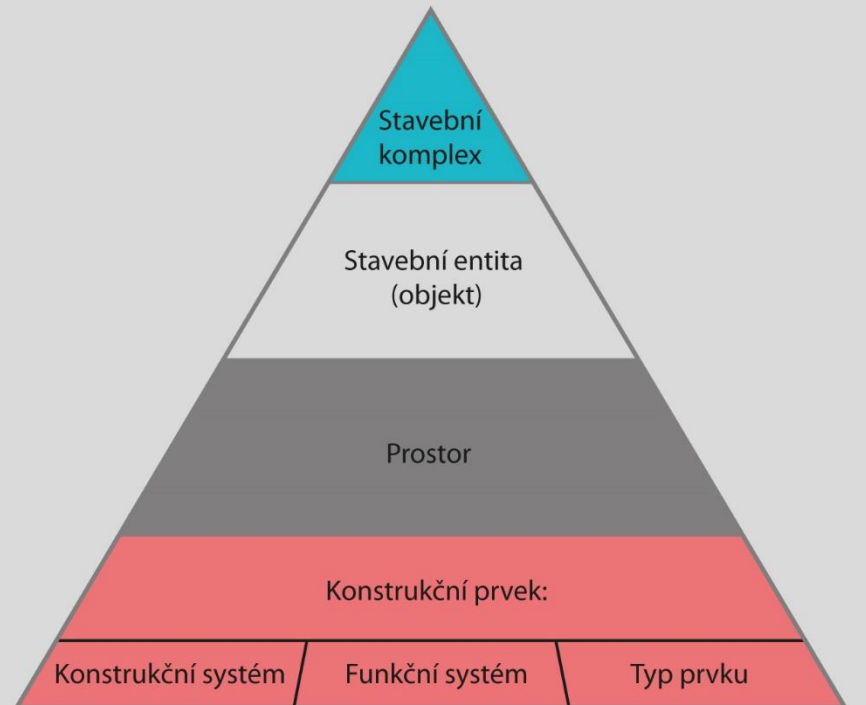 Stavební
komplex
Stavební entita
(objekt)
Prostor
Konstrukční prvek:
Konstrukční systém
Funkční systém
Typ prvku